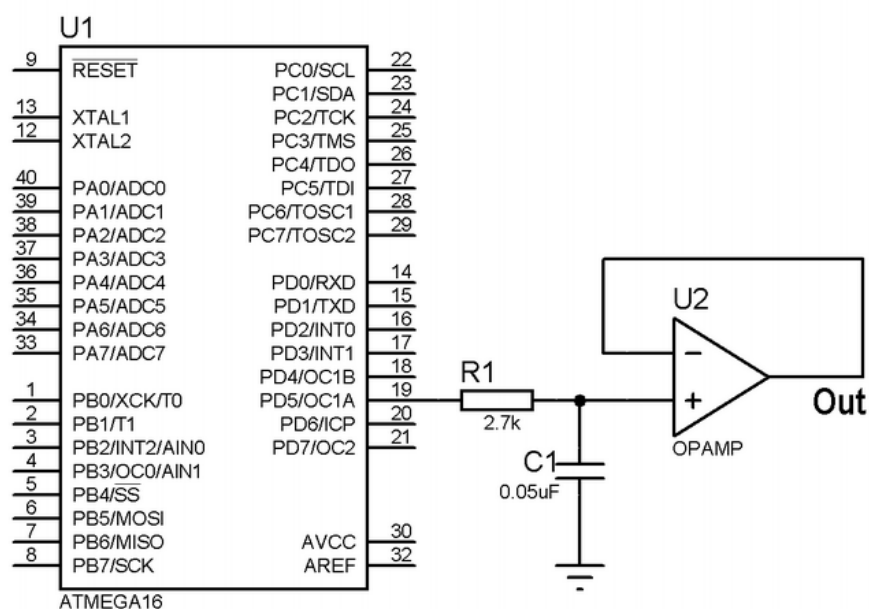 U1
9 RESET
13 XTAL1
12 XTAL2
40 PA0/ADC0
39 PA1/ADC1
38 PA2/ADC2
37 PA3/ADC3
36 PA4/ADC4
35 PA5/ADC5
34 PA6/ADC6
33 PA7/ADC7
1 PB0/XCK/T0
2 PB1/T1
3 PB2/INT2/AIN0
4 PB3/OC0/AIN1
5 PB4/SS
6 PB5/MOSI
7 PB6/MISO
8 PB7/SCK
PC0/SCL 22
PC1/SDA 23
PC2/TCK 24
PC3/TMS 25
PC4/TDO 26
PC5/TDI 27
PC6/TOSC1 28
PC7/TOSC2 29
PD0/RXD 14
PD1/TXD 15
PD2/INT0 16
PD3/INT1 17
PD4/OC1B 18
PD5/OC1A 19
PD6/ICP 20
PD7/OC2 21
AVCC 30
AREF 32
ATMEGA16
R1
2.7k
C1
0.05uF
U2
−
+
OPAMP
Out